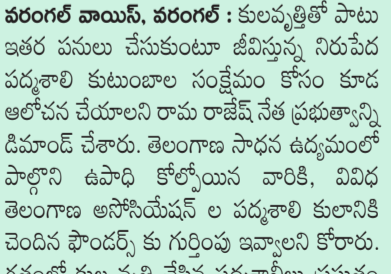 వరంగల్ వాయిస్, వరంగల్ : కులవృత్తితో పాటు
ఇతర పనులు చేసుకుంటూ జీవిస్తున్న నిరుపేద
పద్మశాలి కుటుంబాల సంక్షేమం కోసం కూడ
ఆలోచన చేయాలని రామ రాజేష్ నేత ప్రభుత్వాన్ని
డిమాండ్ చేశారు. తెలంగాణ సాధన ఉద్యమంలో
పాల్గొని ఉపాధి కోల్పోయిన వారికి, వివిధ
తెలంగాణ అసోసియేషన్ ల పద్మశాలి కులానికి
చెందిన ఫౌండర్స్ కు గుర్తింపు ఇవ్వాలని కోరారు.